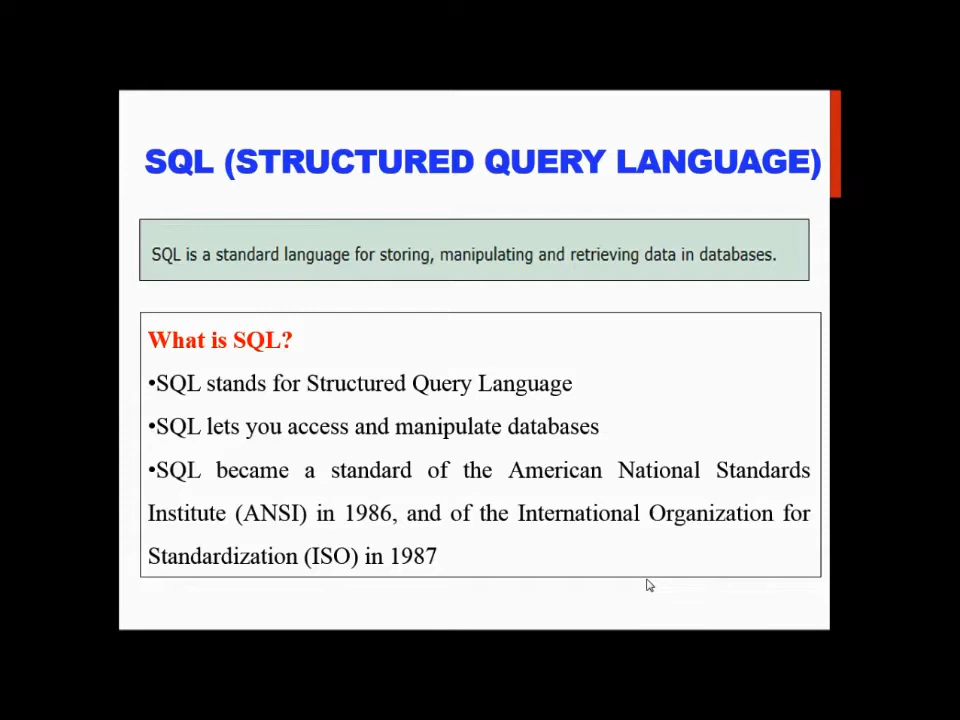 SQL (STRUCTURED QUERY LANGUAGE)
SQL is a standard language for storing, manipulating and retrieving data in databases.
What is SQL?
•SQL stands for Structured Query Language
•SQL lets you access and manipulate databases
•SQL became a standard of the American National Standards
Institute (ANSI) in 1986, and of the International Organization for
Standardization (ISO) in 1987